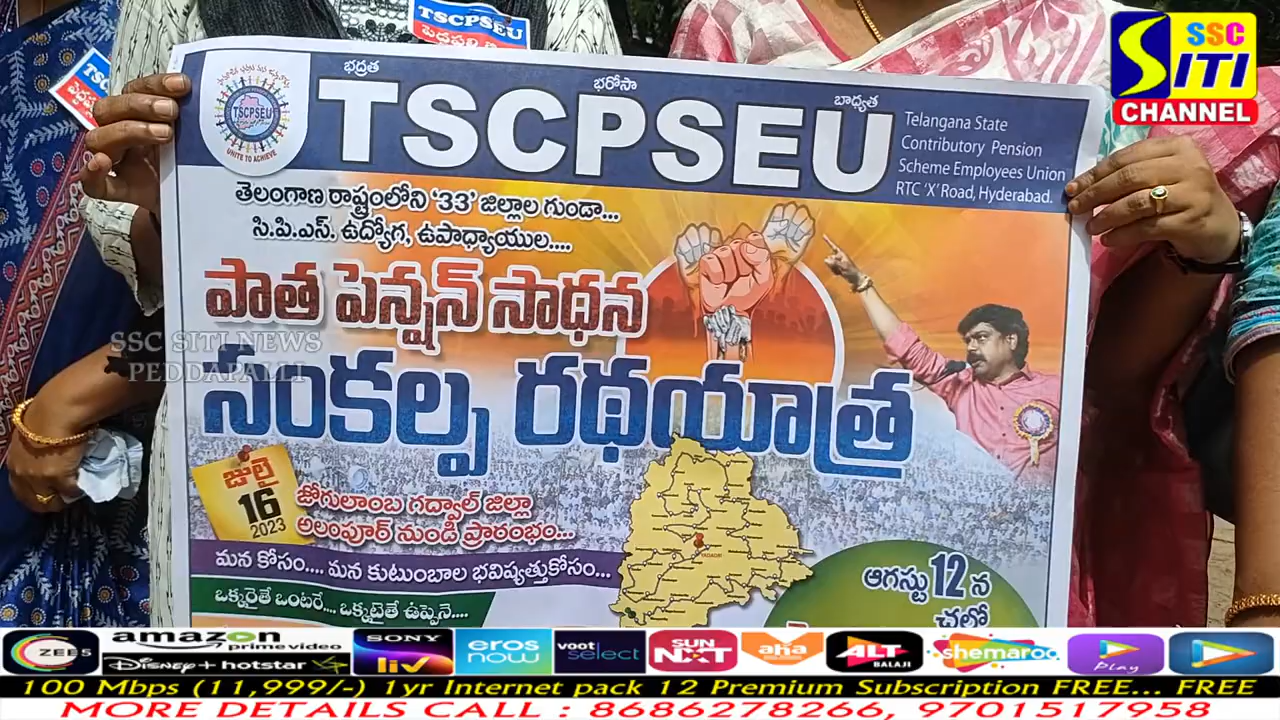 TSCPSEU
పెద్దపల్లి
SSC
SITI
CHANNEL
భద్రత
భరోసా
బాధ్యత
TSCPSEU
TSCPSEU
UNITE TO ACHIEVE
Telangana State
Contributory Pension
Scheme Employees Union
RTC 'X' Road, Hyderabad.
తెలంగాణ రాష్ట్రంలోని '33' జిల్లాల గుండా...
సి.పి.ఎస్. ఉద్యోగ, ఉపాధ్యాయుల....
పాత పెన్షన్ సాధన
SSC SITI NEWS
PEDDAPALLI
సంకల్ప రథయాత్ర
జులై
16
2023
జోగులాంబ గద్వాల్ జిల్లా
అలంపూర్ నుండి ప్రారంభం...
మన కోసం.... మన కుటుంబాల భవిష్యత్తుకోసం...
ఒక్కరైతే ఒంటరే.... ఒక్కటైతే ఉప్పెనె....
ఆగస్టు 12 న
చలో
ZEE5
amazon
prime video
Disney+ hotstar
SONY
liv
eros
now
voot
select
SUN
NXT
aha
ALT
BALAJI
shemaroo
Play
100 Mbps (11,999/-) 1yr Internet pack 12 Premium Subscription FREE... FREE
MORE DETAILS CALL : 8686278266, 9701517958